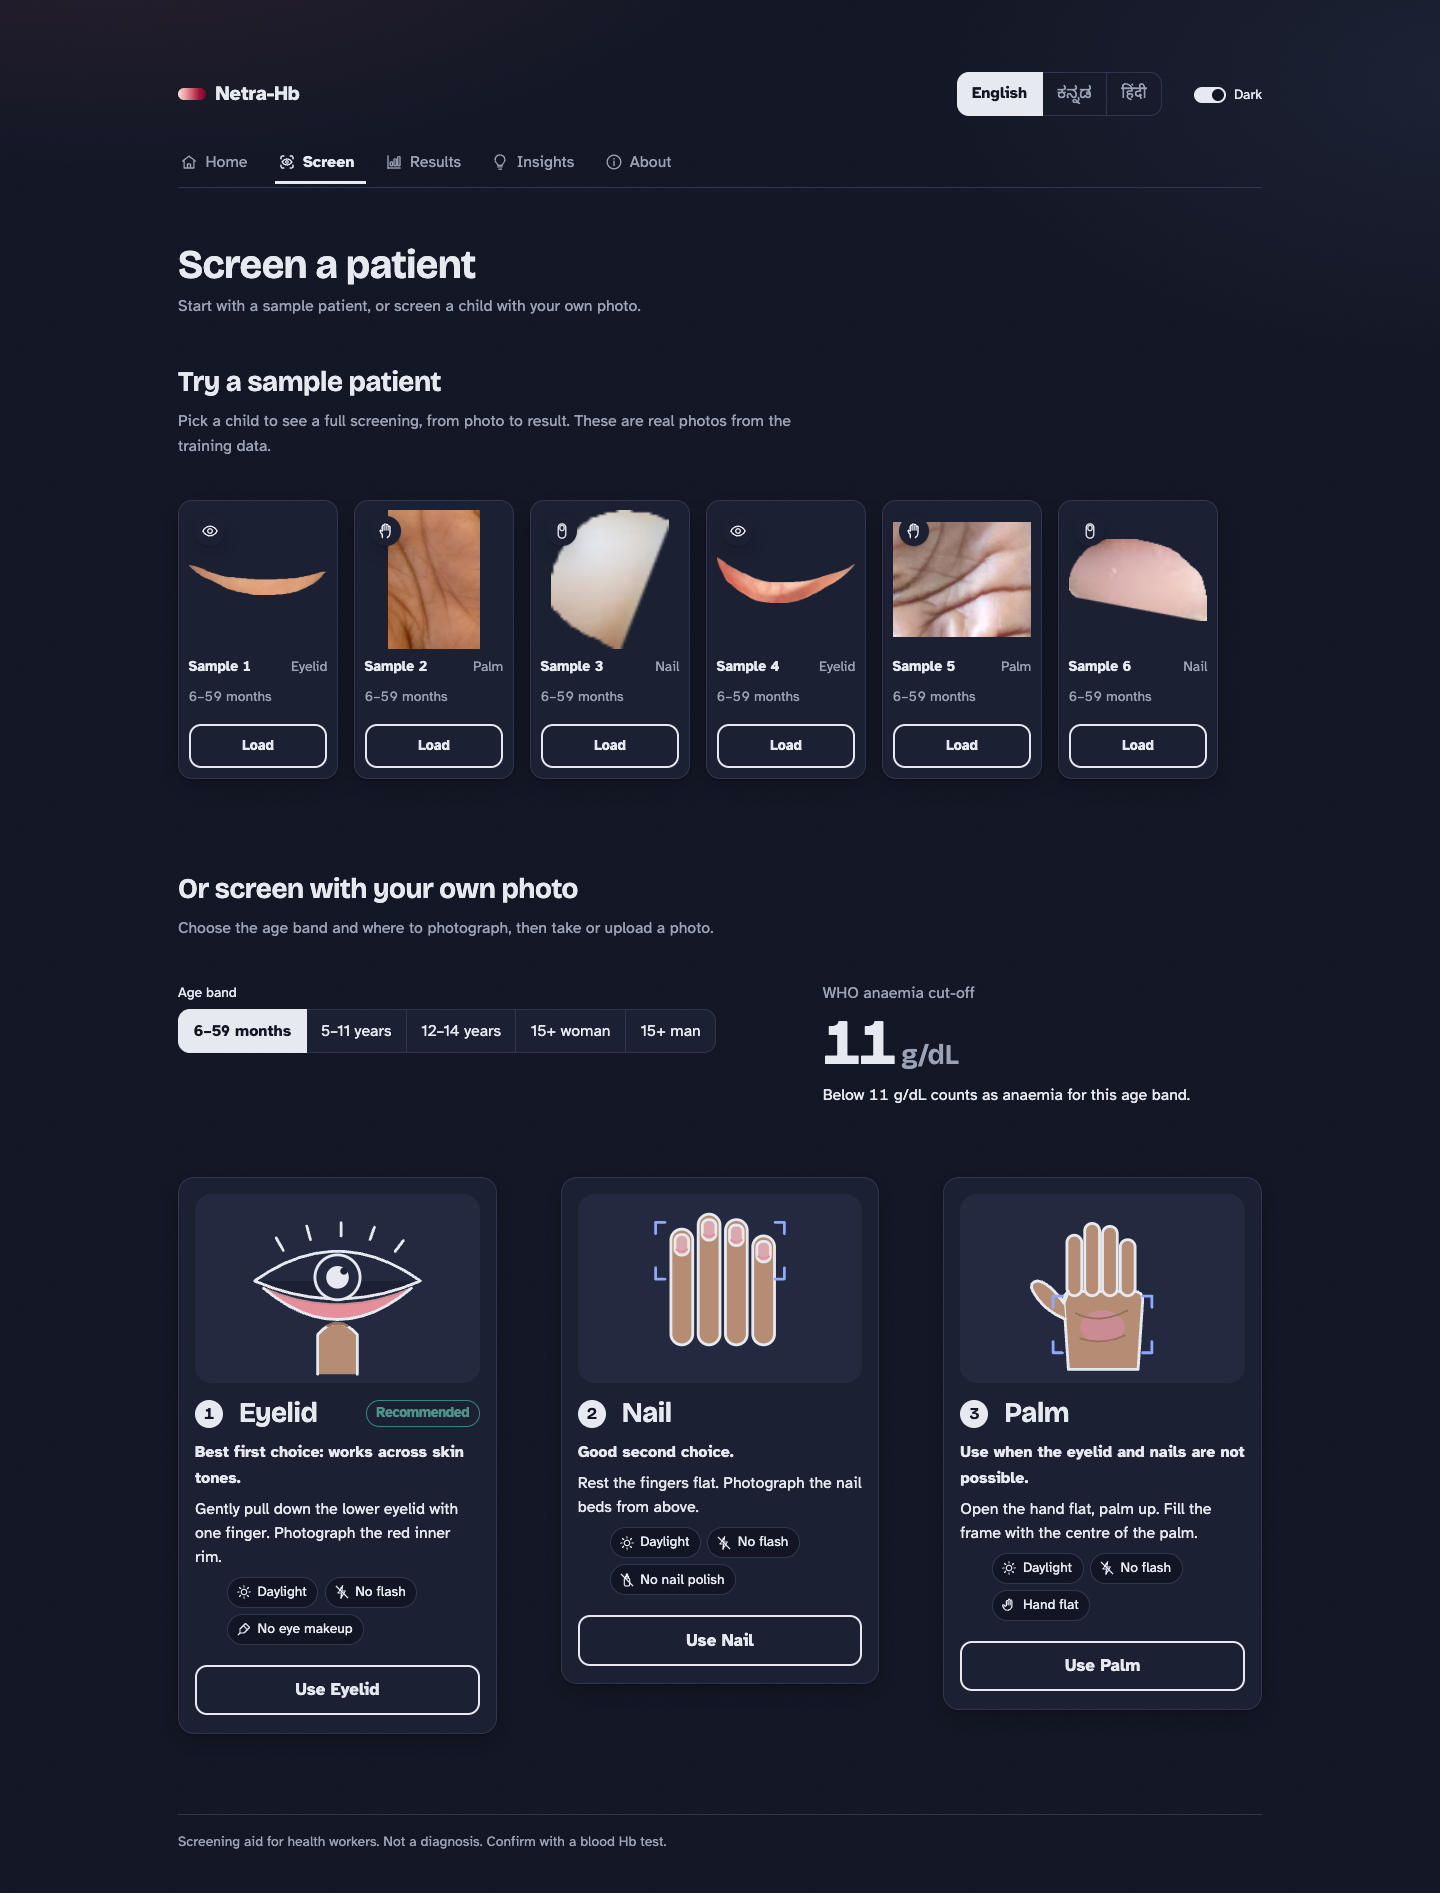 Netra-Hb
English ಕನ್ನಡ हिंदी Dark
Home Screen Results Insights About
Screen a patient
Start with a sample patient, or screen a child with your own photo.
Try a sample patient
Pick a child to see a full screening, from photo to result. These are real photos from the
training data.
Sample 1 Eyelid
6–59 months
Load
Sample 2 Palm
6–59 months
Load
Sample 3 Nail
6–59 months
Load
Sample 4 Eyelid
6–59 months
Load
Sample 5 Palm
6–59 months
Load
Sample 6 Nail
6–59 months
Load
Or screen with your own photo
Choose the age band and where to photograph, then take or upload a photo.
Age band
6–59 months 5–11 years 12–14 years 15+ woman 15+ man
WHO anaemia cut-off
11 g/dL
Below 11 g/dL counts as anaemia for this age band.
1 Eyelid Recommended
Best first choice: works across skin
tones.
Gently pull down the lower eyelid with
one finger. Photograph the red inner
rim.
Daylight No flash
No eye makeup
Use Eyelid
2 Nail
Good second choice.
Rest the fingers flat. Photograph the nail
beds from above.
Daylight No flash
No nail polish
Use Nail
3 Palm
Use when the eyelid and nails are not
possible.
Open the hand flat, palm up. Fill the
frame with the centre of the palm.
Daylight No flash
Hand flat
Use Palm
Screening aid for health workers. Not a diagnosis. Confirm with a blood Hb test.